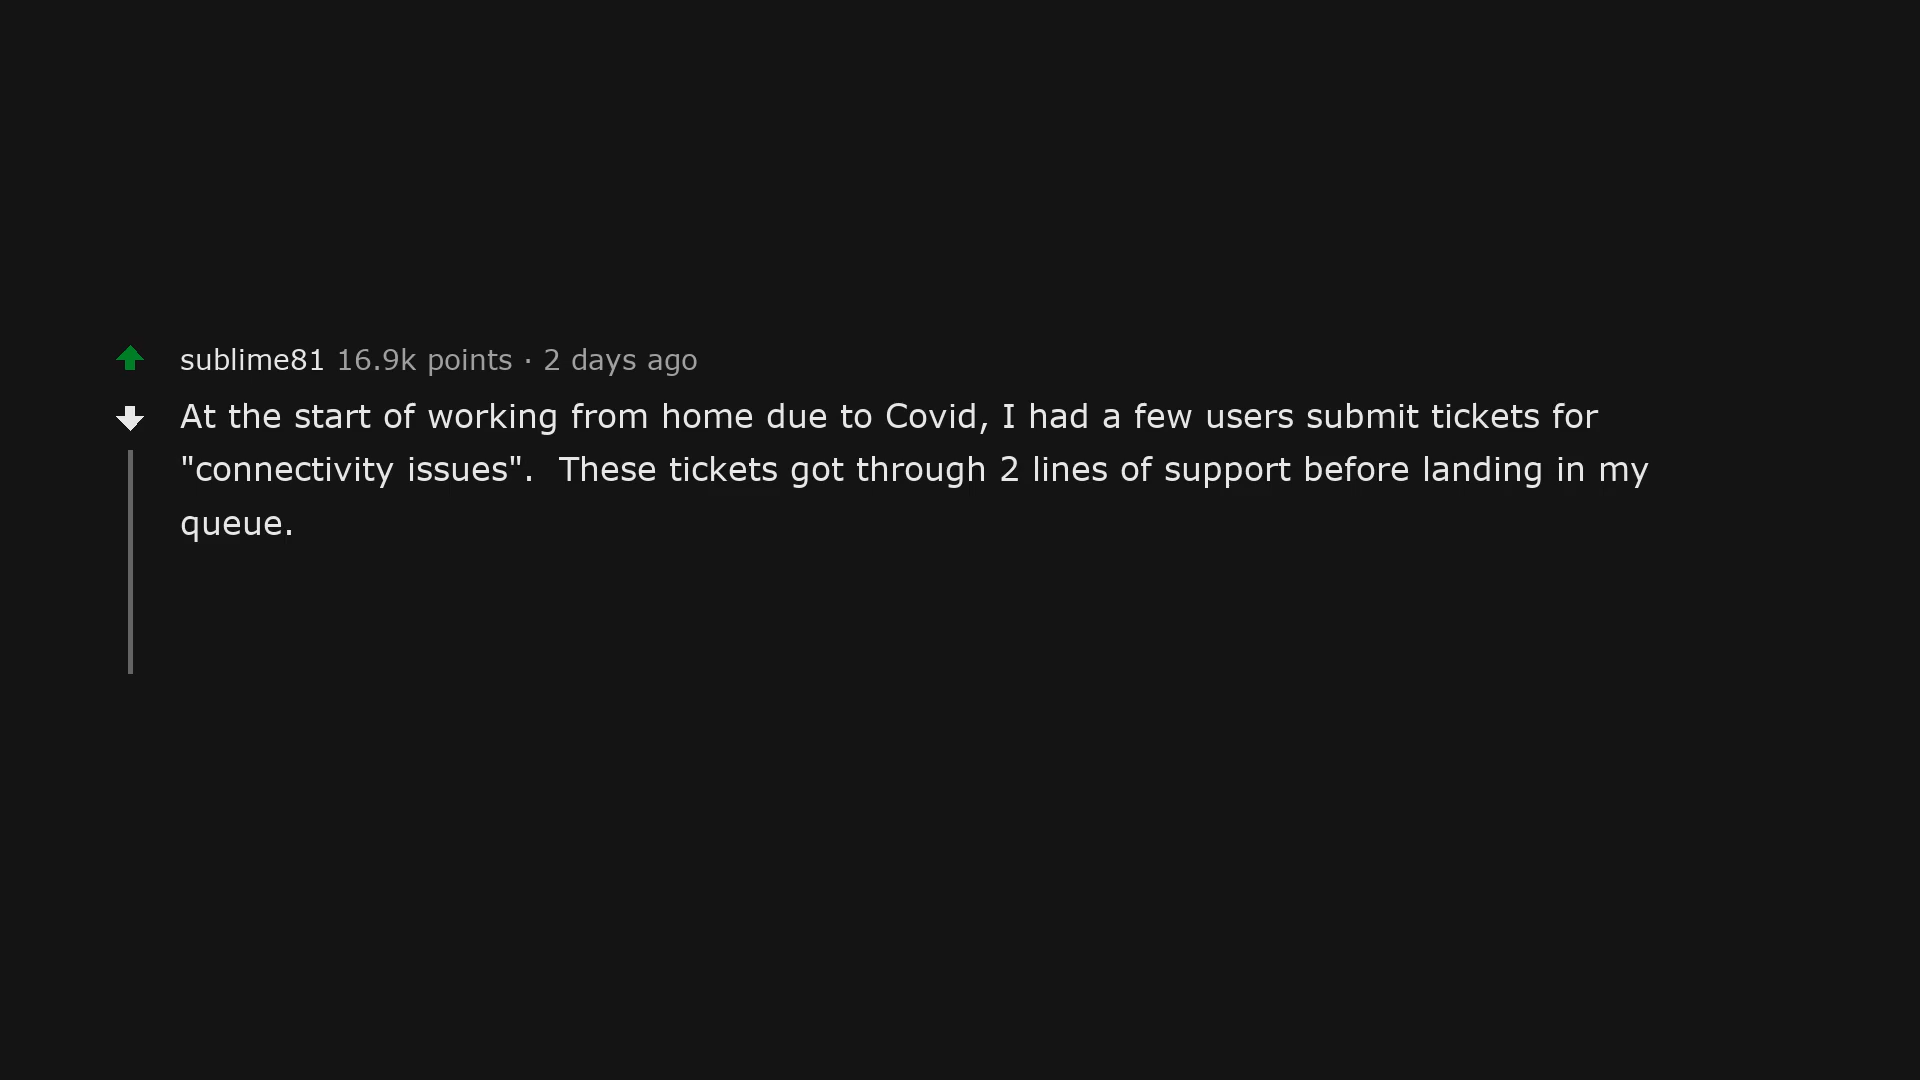 sublime81 16.9k points · 2 days ago
At the start of working from home due to Covid, I had a few users submit tickets for
"connectivity issues".  These tickets got through 2 lines of support before landing in my
queue.